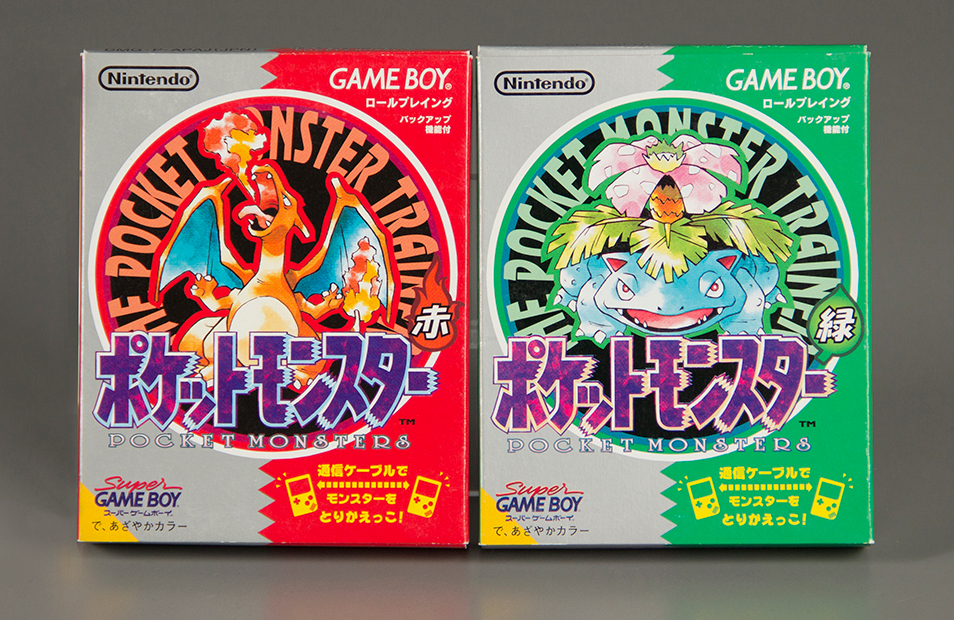 Nintendo®
GAME BOY®
ロールプレイング
バックアップ
機能付
POCKET MONSTER TRAINE
赤
ポケットモンスター
TM
POCKET MONSTERS
Super
GAME BOY
スーパーゲームボーイ
で、あざやかカラー
通信ケーブルで
モンスターを
とりかえっこ!
Nintendo®
GAME BOY®
ロールプレイング
バックアップ
機能付
POCKET MONSTER TRAINE
緑
ポケットモンスター
TM
POCKET MONSTERS
Super
GAME BOY
スーパーゲームボーイ
で、あざやかカラー
通信ケーブルで
モンスターを
とりかえっこ!